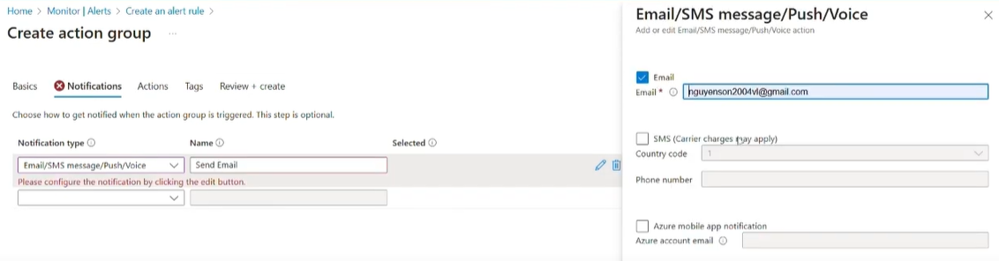 Home > Monitor | Alerts > Create an alert rule >
Create action group ...
Basics Notifications Actions Tags Review + create
Choose how to get notified when the action group is triggered. This step is optional.
Notification type Name Selected
Email/SMS message/Push/Voice Send Email
Please configure the notification by clicking the edit button.
Email/SMS message/Push/Voice
Add or edit Email/SMS message/Push/Voice action
Email
Email * nguyenson2004vl@gmail.com
SMS (Carrier charges may apply)
Country code 1
Phone number
Azure mobile app notification
Azure account email